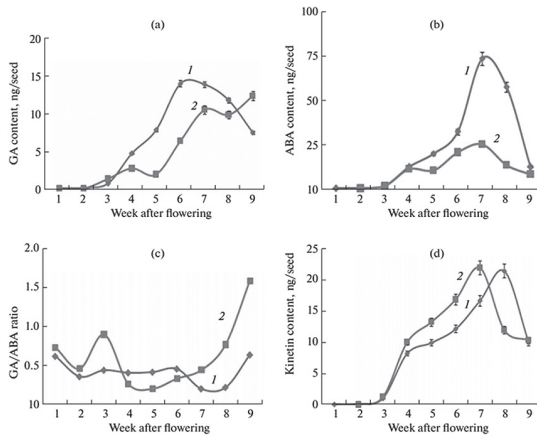 (a)
20
15
10
5
0
GA content, ng/seed
1
2
1 2 3 4 5 6 7 8 9
Week after flowering
(b)
100
75
50
25
10
ABA content, ng/seed
1
2
1 2 3 4 5 6 7 8 9
Week after flowering
(c)
2.0
1.5
1.0
0.5
10
GA/ABA ratio
2
1
1 2 3 4 5 6 7 8 9
Week after flowering
(d)
25
20
15
10
5
0
Kinetin content, ng/seed
2
1
1 2 3 4 5 6 7 8 9
Week after flowering